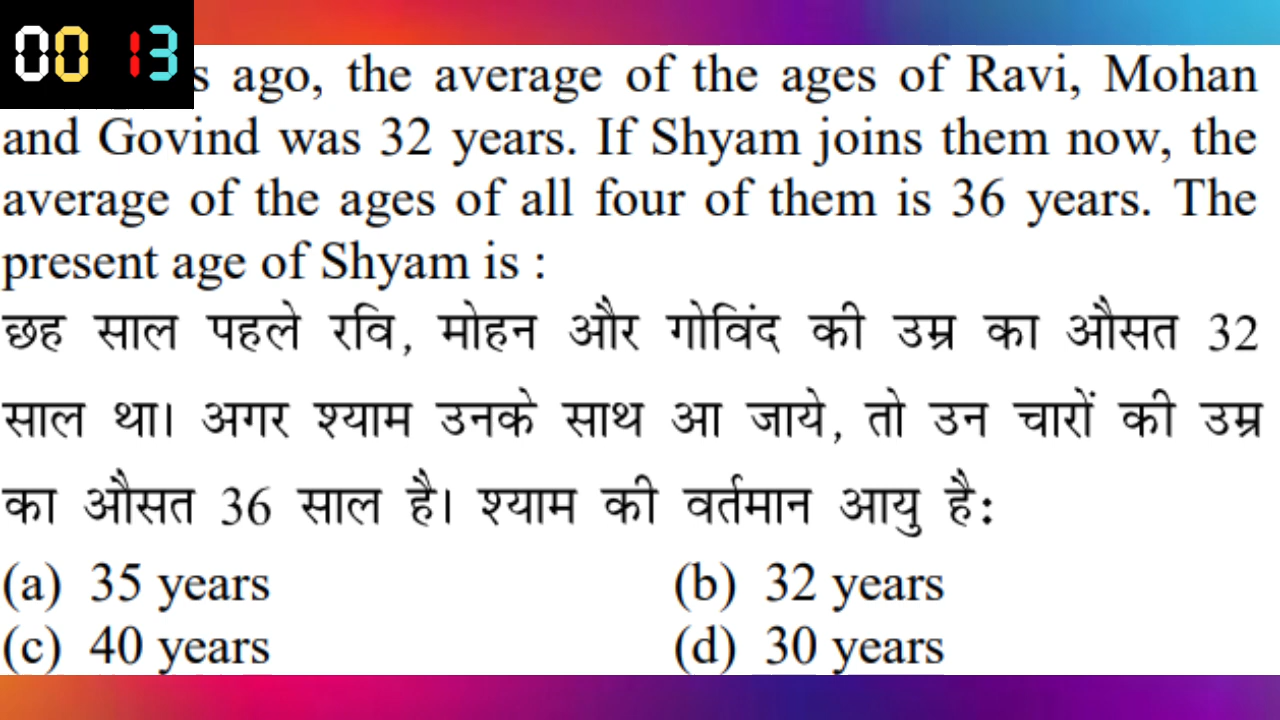 00 13
ago, the average of the ages of Ravi, Mohan
and Govind was 32 years. If Shyam joins them now, the
average of the ages of all four of them is 36 years. The
present age of Shyam is :
छह साल पहले रवि, मोहन और गोविंद की उम्र का औसत 32
साल था। अगर श्याम उनके साथ आ जाये, तो उन चारों की उम्र
का औसत 36 साल है। श्याम की वर्तमान आयु है:
(a) 35 years (b) 32 years
(c) 40 years (d) 30 years